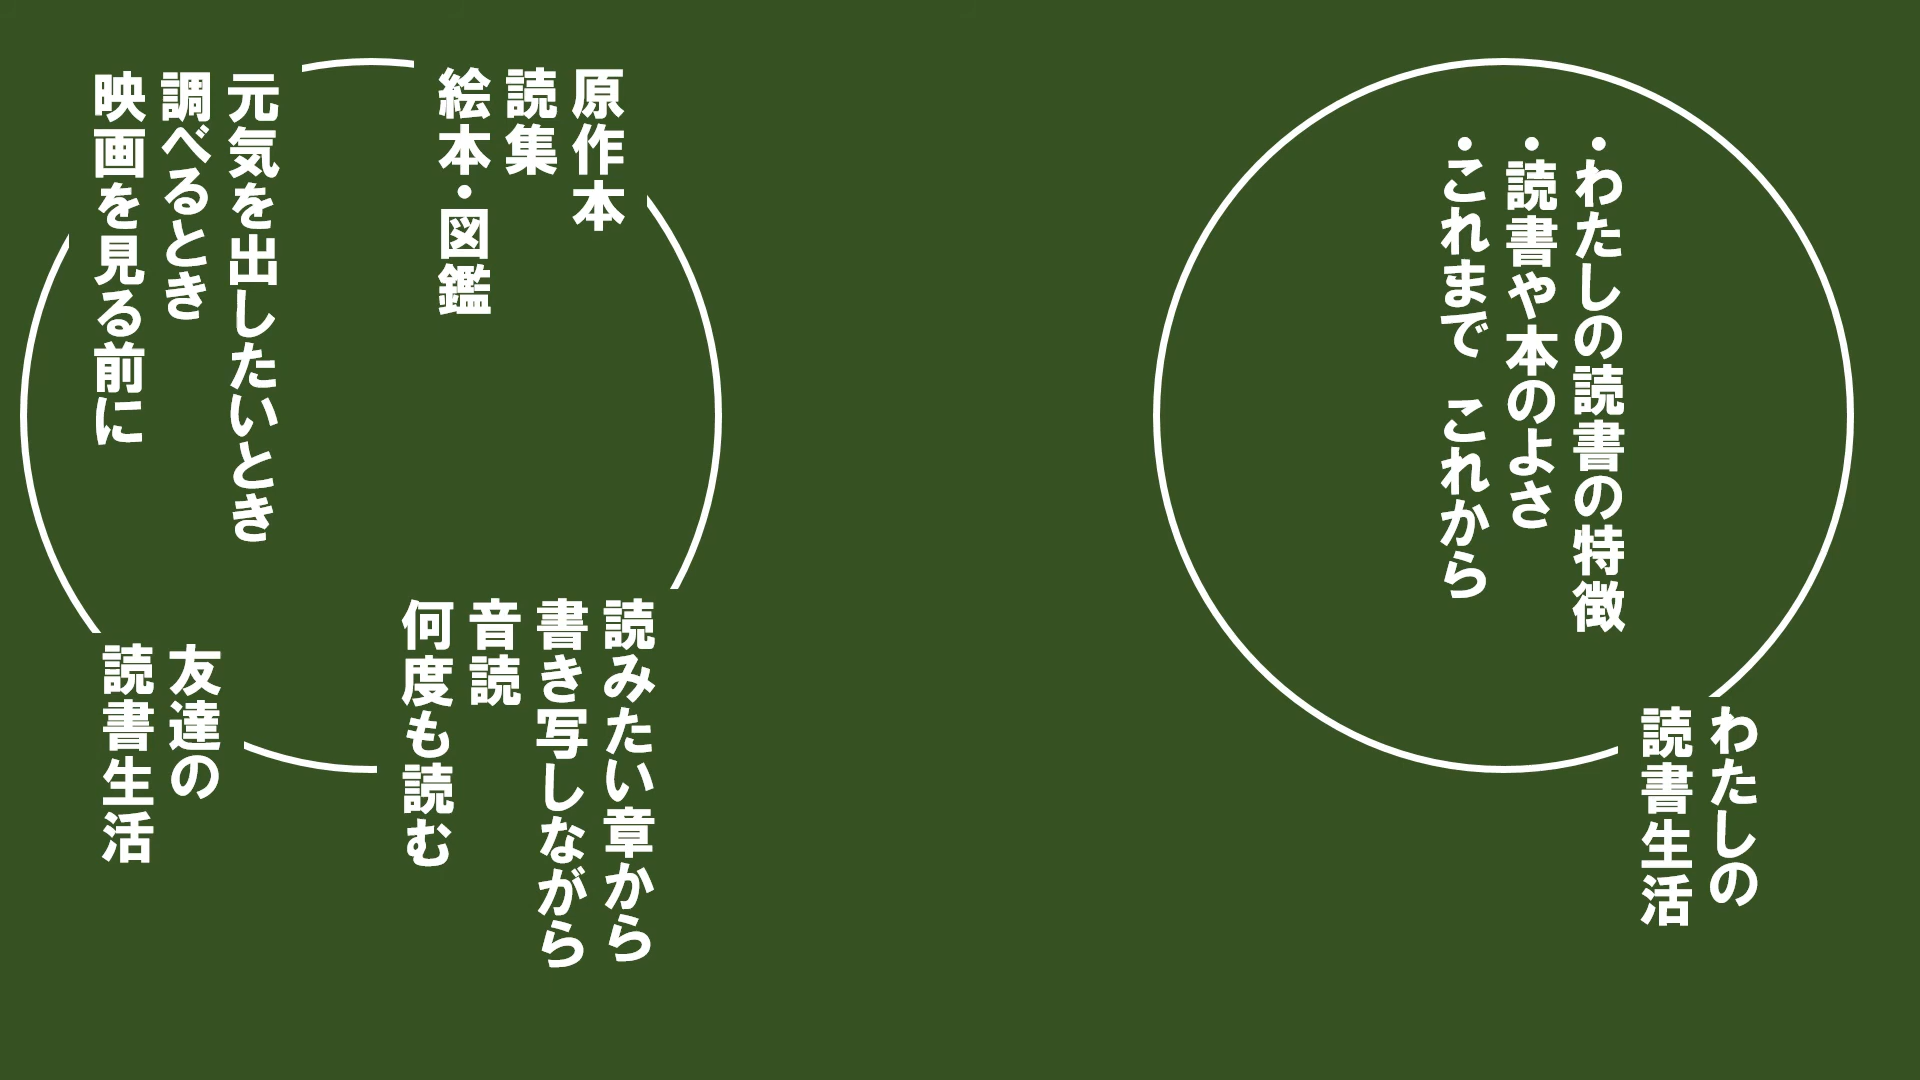 ・わたしの読書の特徴
・読書や本のよさ
・これまで これから
わたしの
読書生活
原作本
読集
絵本・図鑑
元気を出したいとき
調べるとき
映画を見る前に
読みたい章から
書き写しながら
音読
何度も読む
友達の
読書生活